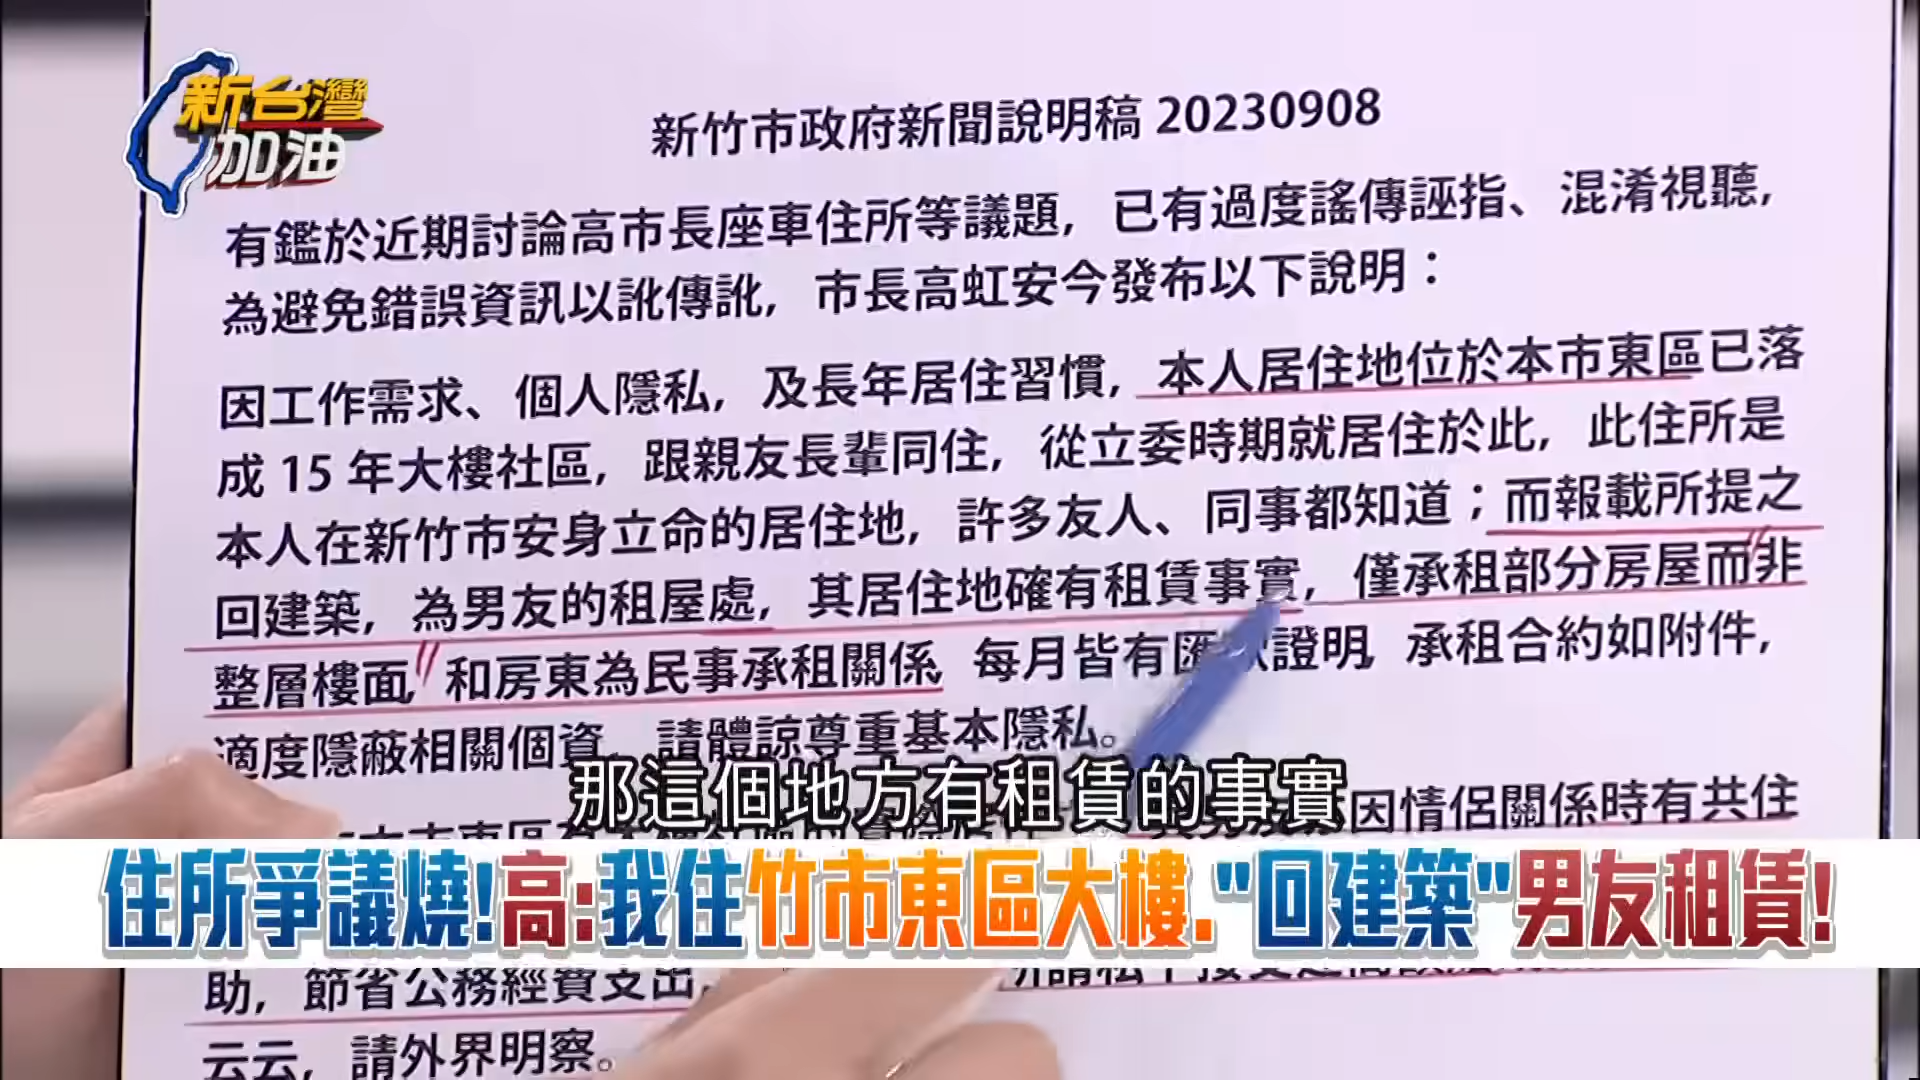 新台灣
加油
新竹市政府新聞說明稿 20230908
有鑑於近期討論高市長座車住所等議題，已有過度謠傳誣指、混淆視聽，
為避免錯誤資訊以訛傳訛，市長高虹安今發布以下說明：
因工作需求、個人隱私，及長年居住習慣，本人居住地位於本市東區已落
成 15 年大樓社區，跟親友長輩同住，從立委時期就居住於此，此住所是
本人在新竹市安身立命的居住地，許多友人、同事都知道；而報載所提之
回建築，為男友的租屋處，其居住地確有租賃事實，僅承租部分房屋而"非
整層樓面"和房東為民事承租關係 每月皆有匯 證明，承租合約如附件，
適度隱蔽相關個資，請體諒尊重基本隱私。
那這個地方有租賃的事實
因情侶關係時有共住
住所爭議燒!高:我住竹市東區大樓."回建築"男友租賃!
助，節省公務經費支出，
云云，請外界明察。